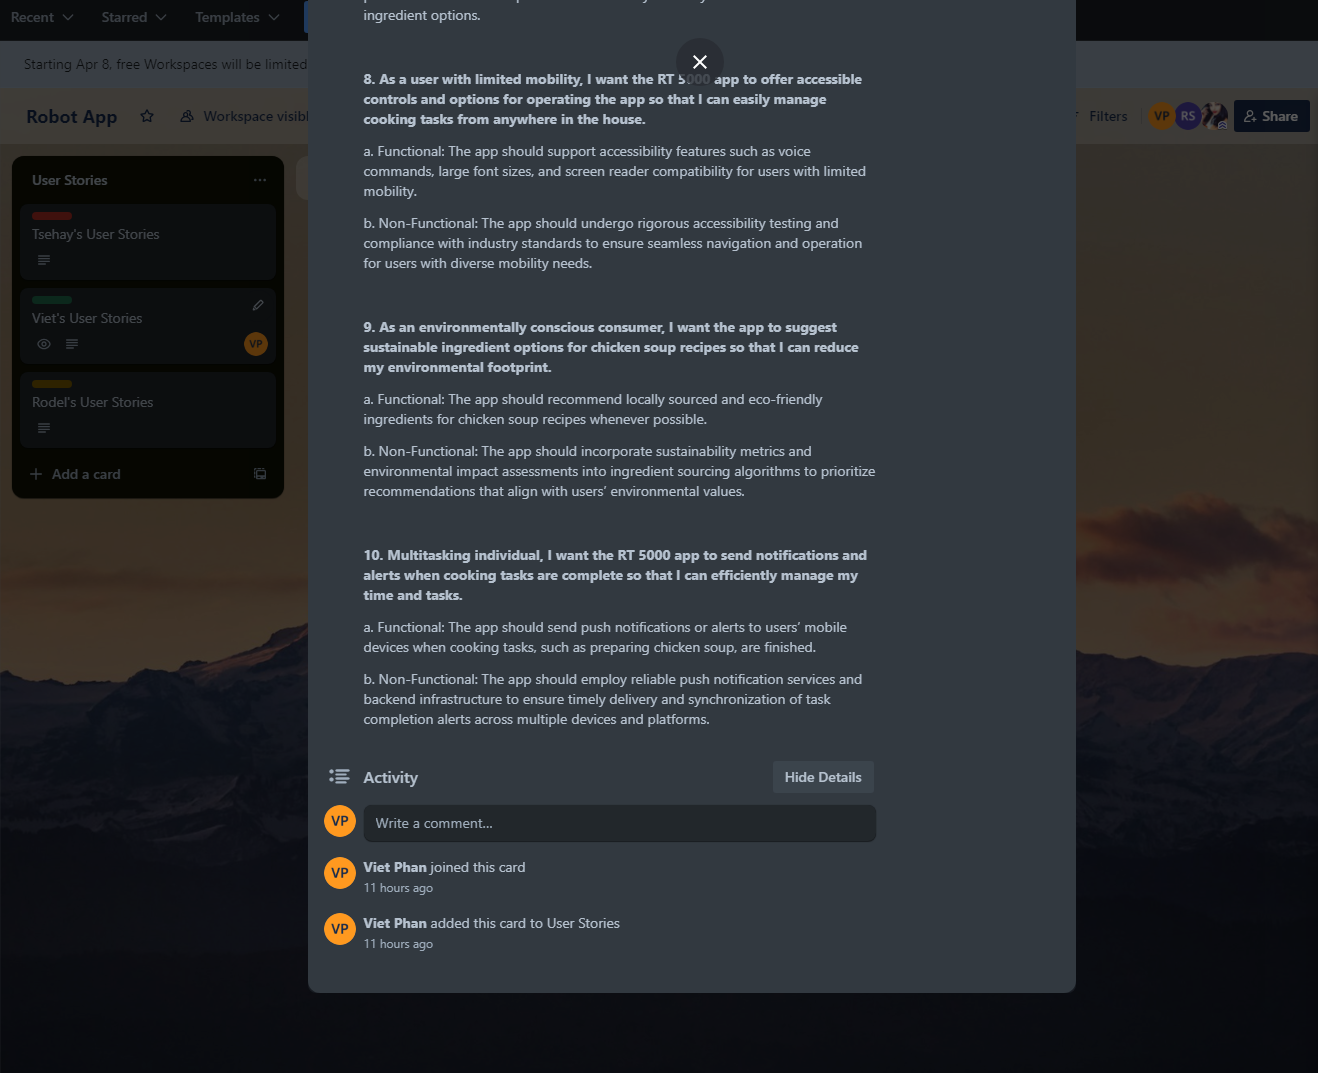 Recent
Starred
Templates
Starting Apr 8, free Workspaces will be limited
Robot App
Workspace visibl
Filters
VP
RS
Share
User Stories
Tsehay's User Stories
Viet's User Stories
VP
Rodel's User Stories
Add a card
ingredient options.
8. As a user with limited mobility, I want the RT 5000 app to offer accessible
controls and options for operating the app so that I can easily manage
cooking tasks from anywhere in the house.
a. Functional: The app should support accessibility features such as voice
commands, large font sizes, and screen reader compatibility for users with limited
mobility.
b. Non-Functional: The app should undergo rigorous accessibility testing and
compliance with industry standards to ensure seamless navigation and operation
for users with diverse mobility needs.
9. As an environmentally conscious consumer, I want the app to suggest
sustainable ingredient options for chicken soup recipes so that I can reduce
my environmental footprint.
a. Functional: The app should recommend locally sourced and eco-friendly
ingredients for chicken soup recipes whenever possible.
b. Non-Functional: The app should incorporate sustainability metrics and
environmental impact assessments into ingredient sourcing algorithms to prioritize
recommendations that align with users’ environmental values.
10. Multitasking individual, I want the RT 5000 app to send notifications and
alerts when cooking tasks are complete so that I can efficiently manage my
time and tasks.
a. Functional: The app should send push notifications or alerts to users’ mobile
devices when cooking tasks, such as preparing chicken soup, are finished.
b. Non-Functional: The app should employ reliable push notification services and
backend infrastructure to ensure timely delivery and synchronization of task
completion alerts across multiple devices and platforms.
Activity
Hide Details
VP
Write a comment…
VP
Viet Phan joined this card
11 hours ago
VP
Viet Phan added this card to User Stories
11 hours ago